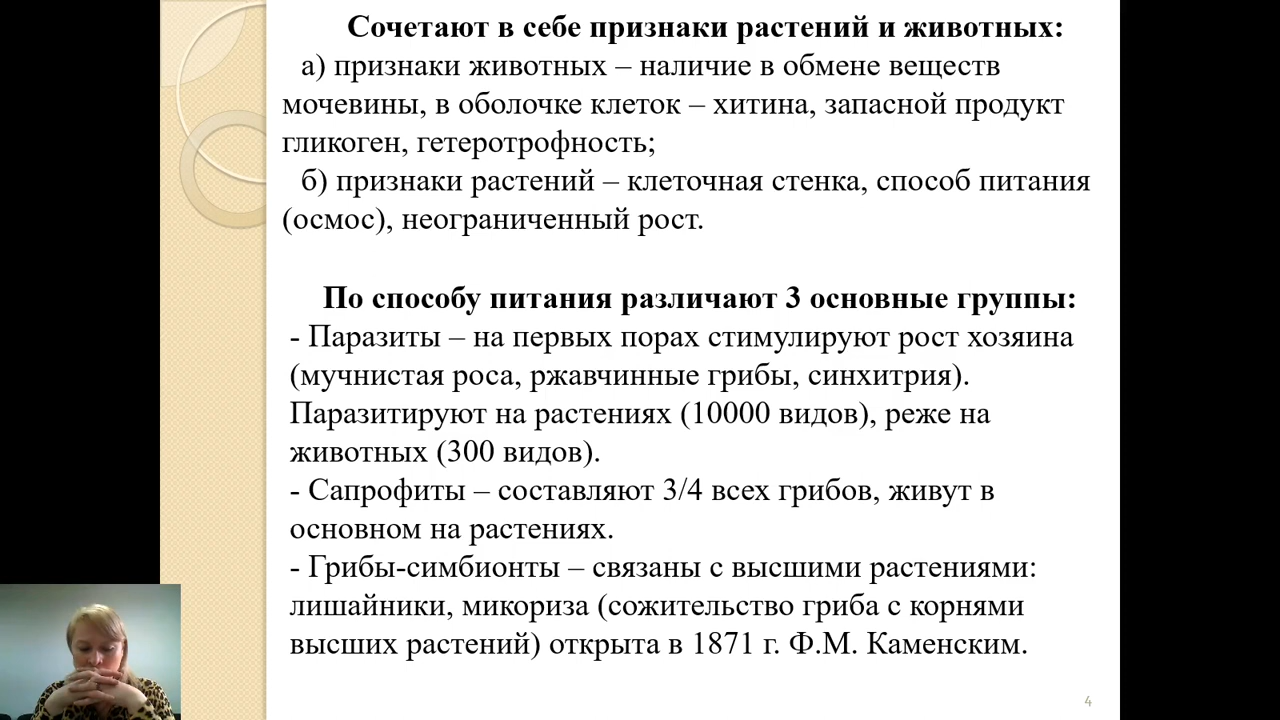 Сочетают в себе признаки растений и животных:
а) признаки животных – наличие в обмене веществ
мочевины, в оболочке клеток – хитина, запасной продукт
гликоген, гетеротрофность;
б) признаки растений – клеточная стенка, способ питания
(осмос), неограниченный рост.
По способу питания различают 3 основные группы:
- Паразиты – на первых порах стимулируют рост хозяина
(мучнистая роса, ржавчинные грибы, синхитрия).
Паразитируют на растениях (10000 видов), реже на
животных (300 видов).
- Сапрофиты – составляют 3/4 всех грибов, живут в
основном на растениях.
- Грибы-симбионты – связаны с высшими растениями:
лишайники, микориза (сожительство гриба с корнями
высших растений) открыта в 1871 г. Ф.М. Каменским.
4